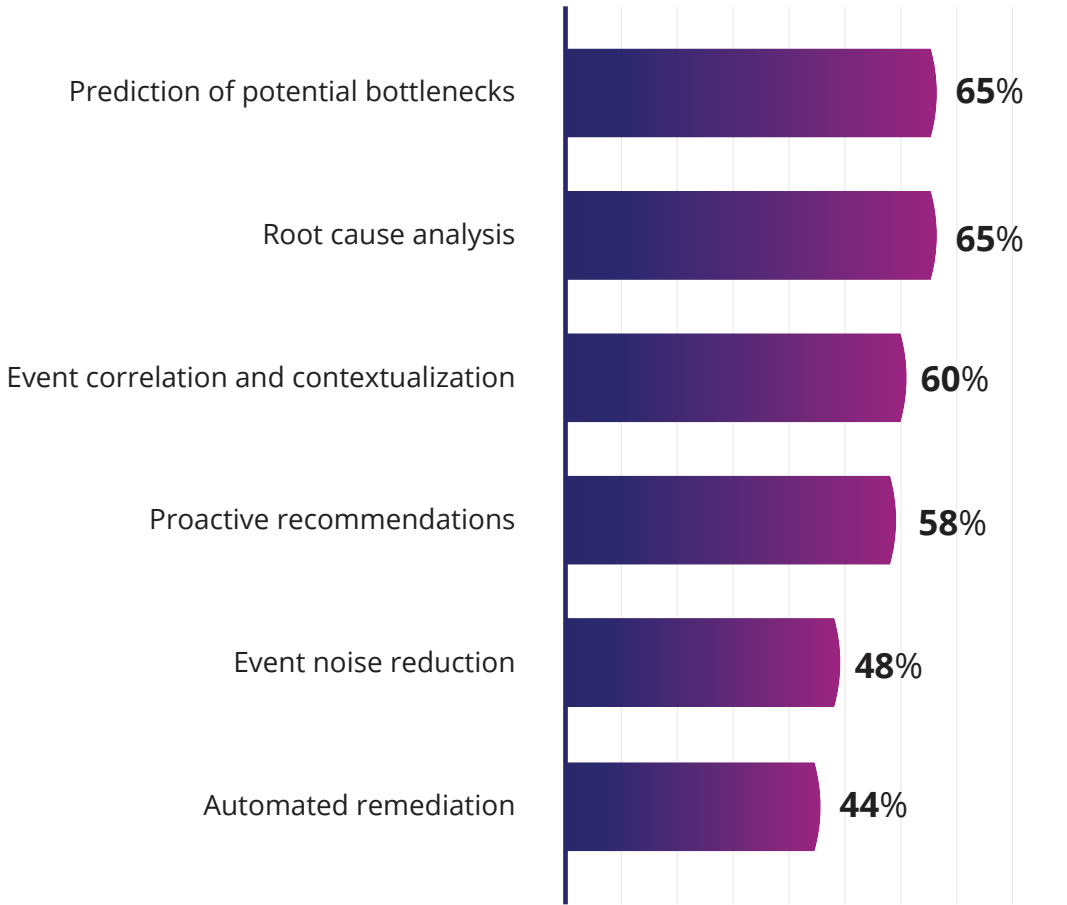 Prediction of potential bottlenecks 65%
Root cause analysis 65%
Event correlation and contextualization 60%
Proactive recommendations 58%
Event noise reduction 48%
Automated remediation 44%